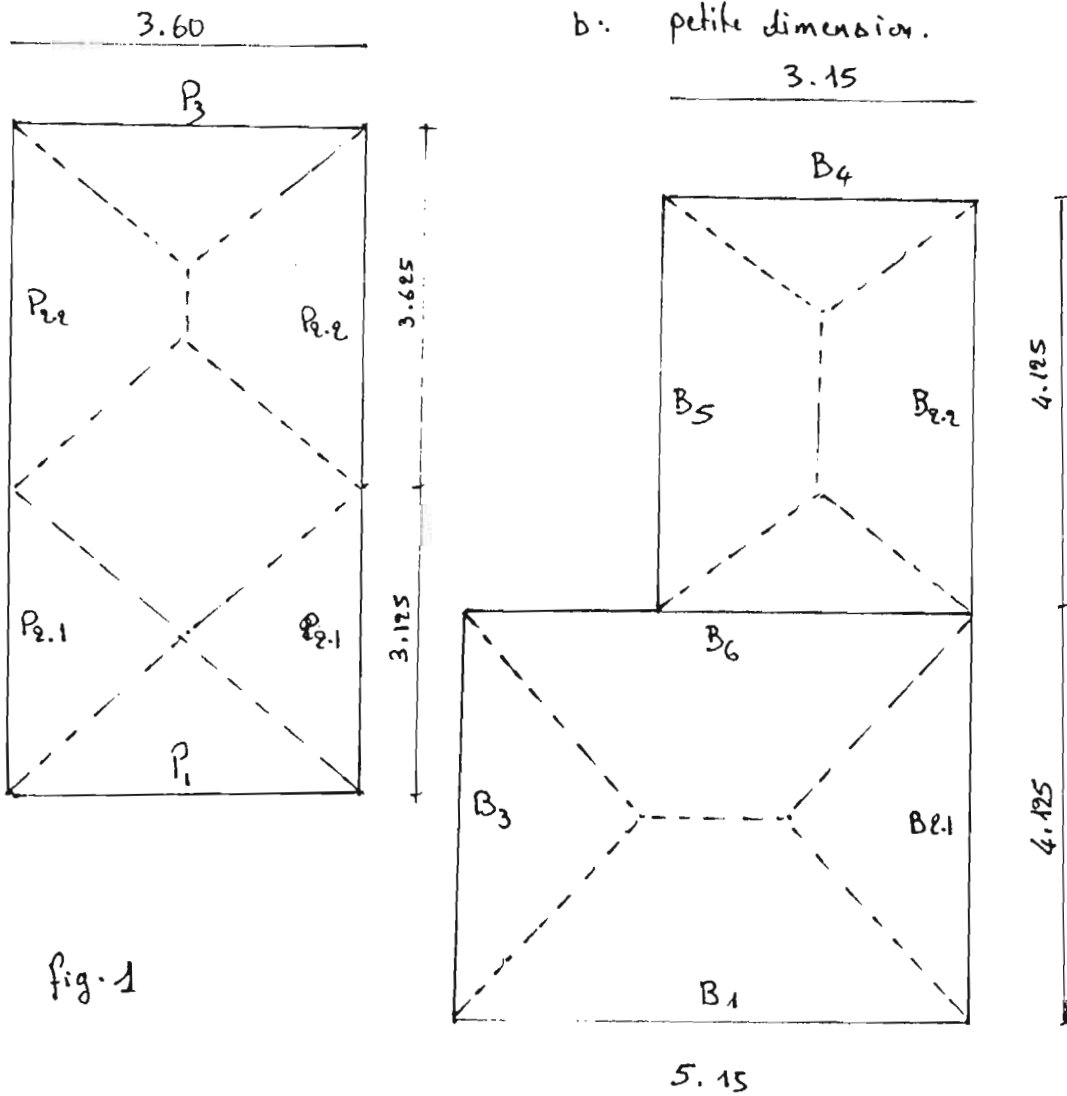 3.60
b: petite dimension.
3.15
P3
B4
3.625
P2.2
P2.2
4.125
B5
B2.2
P2.1
P2.1
3.125
B6
P1
B3
B2.1
4.125
fig.1
B1
5.15